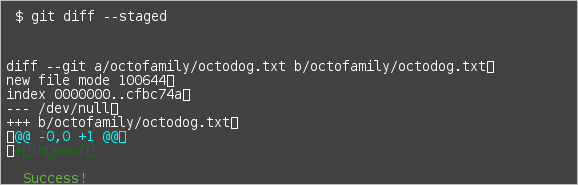 $ git diff --staged
diff --git a/octofamily/octodog.txt b/octofamily/octodog.txt
new file mode 100644
index 0000000..cfbc74a
--- /dev/null
+++ b/octofamily/octodog.txt
@@ -0,0 +1 @@
woof
Success!